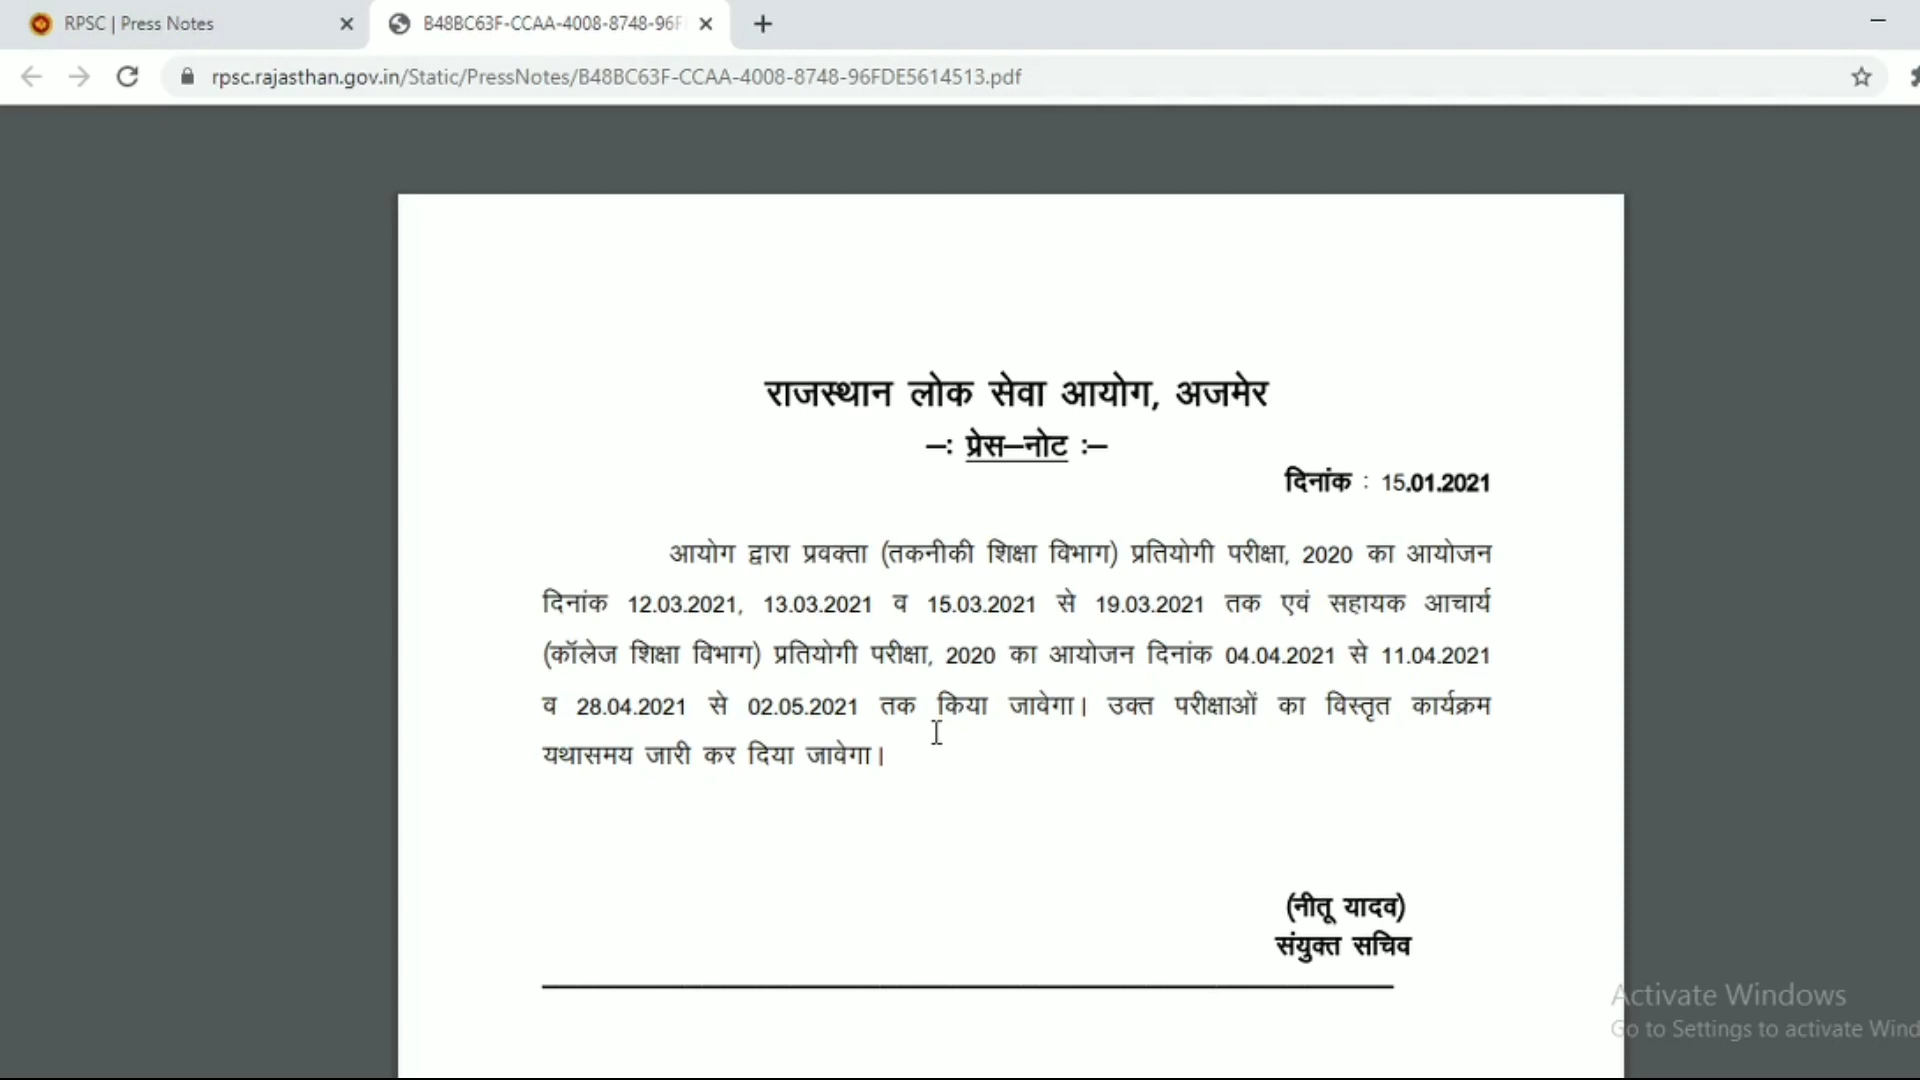 RPSC | Press Notes
B48BC63F-CCAA-4008-8748-96F
rpsc.rajasthan.gov.in/Static/PressNotes/B48BC63F-CCAA-4008-8748-96FDE5614513.pdf
राजस्थान लोक सेवा आयोग, अजमेर
–: प्रेस–नोट :–
दिनांक : 15.01.2021
आयोग द्वारा प्रवक्ता (तकनीकी शिक्षा विभाग) प्रतियोगी परीक्षा, 2020 का आयोजन
दिनांक 12.03.2021, 13.03.2021 व 15.03.2021 से 19.03.2021 तक एवं सहायक आचार्य
(कॉलेज शिक्षा विभाग) प्रतियोगी परीक्षा, 2020 का आयोजन दिनांक 04.04.2021 से 11.04.2021
व 28.04.2021 से 02.05.2021 तक किया जावेगा। उक्त परीक्षाओं का विस्तृत कार्यक्रम
यथासमय जारी कर दिया जावेगा।
(नीतू यादव)
संयुक्त सचिव
Activate Windows
Go to Settings to activate Wind